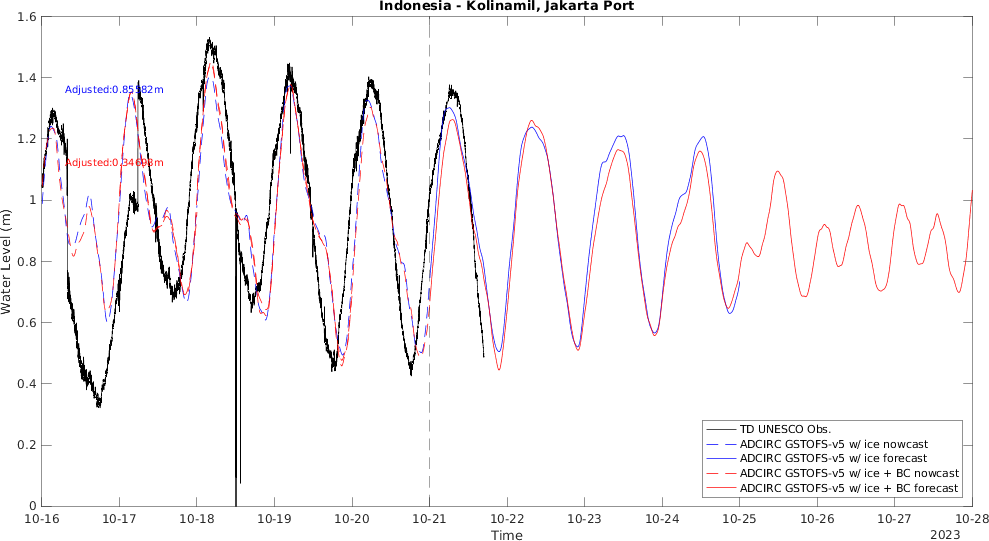 Indonesia - Kolinamil, Jakarta Port
1.6
1.4
1.2
1
0.8
0.6
0.4
0.2
0
Water Level (m)
Adjusted:0.85582m
Adjusted:0.34693m
TD UNESCO Obs.
ADCIRC GSTOFS-v5 w/ ice nowcast
ADCIRC GSTOFS-v5 w/ ice forecast
ADCIRC GSTOFS-v5 w/ ice + BC nowcast
ADCIRC GSTOFS-v5 w/ ice + BC forecast
10-16 10-17 10-18 10-19 10-20 10-21 10-22 10-23 10-24 10-25 10-26 10-27 10-28
Time
2023